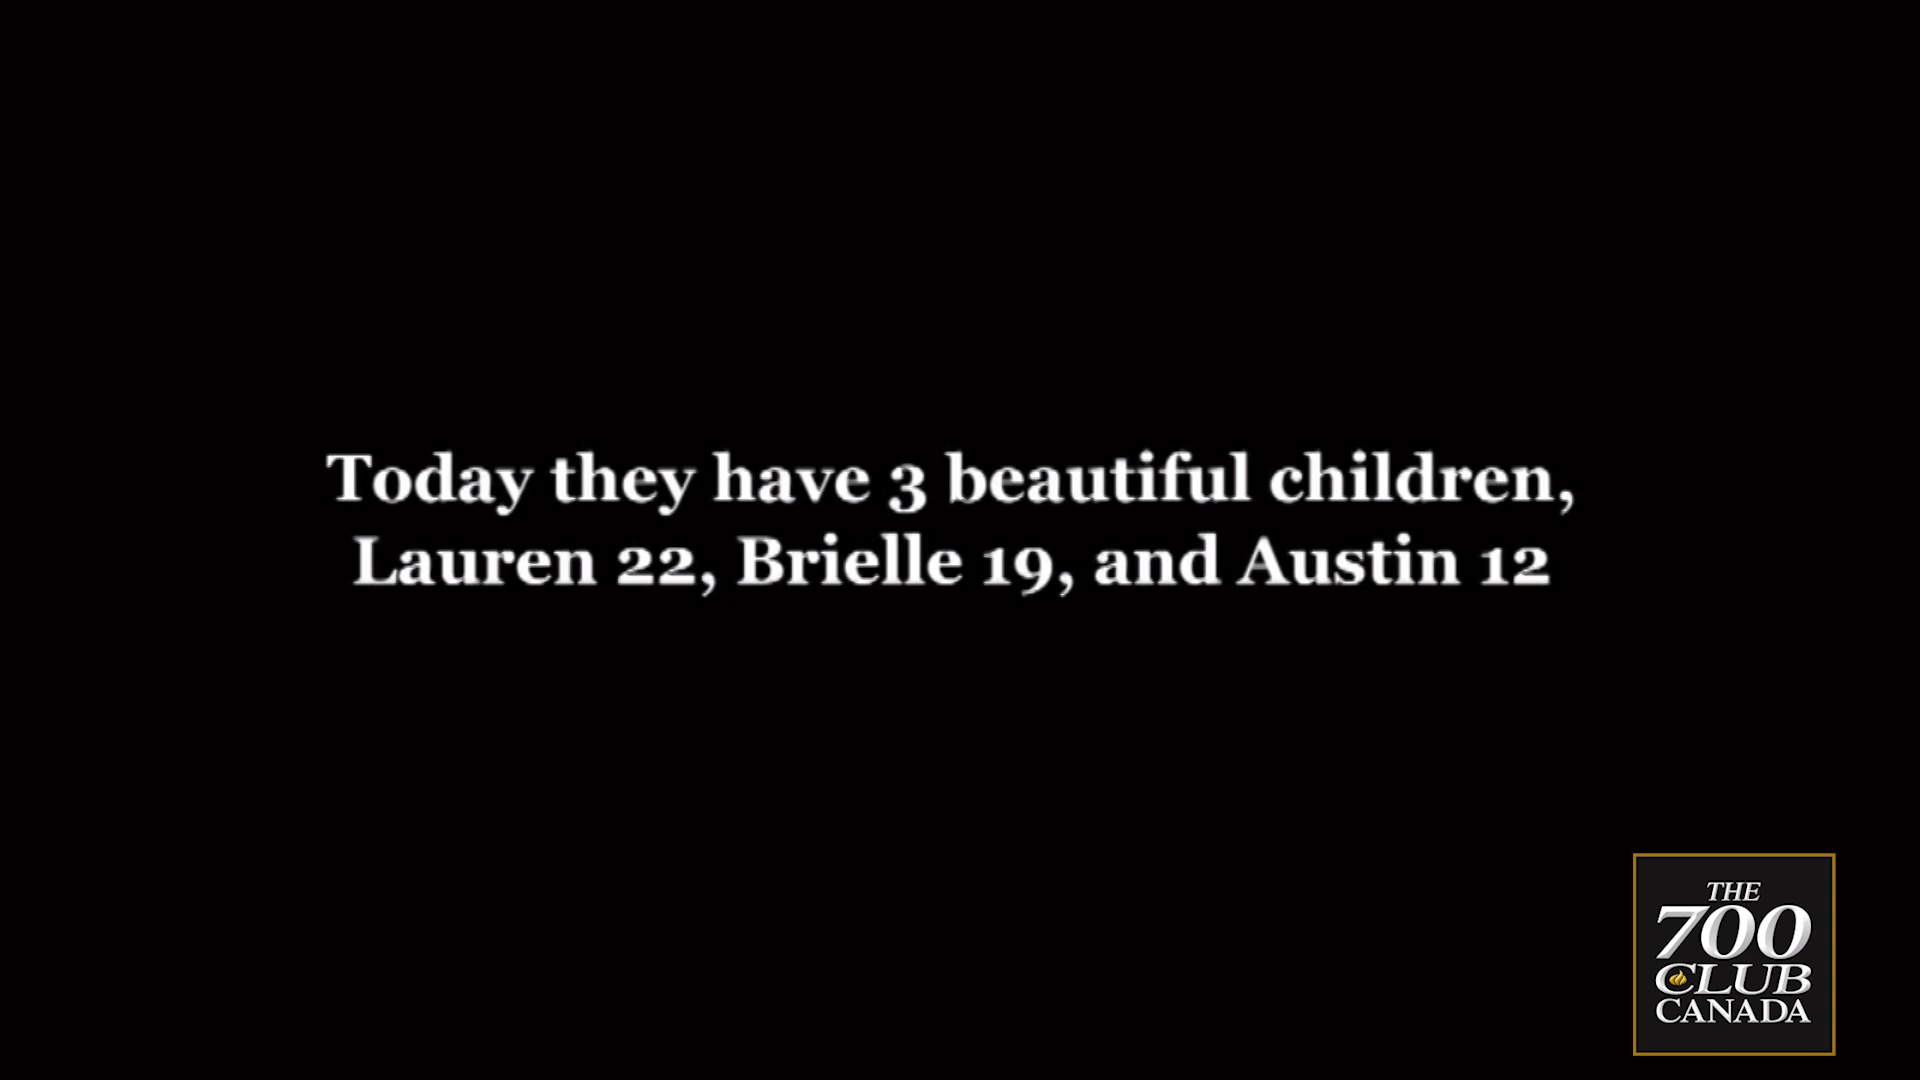 Today they have 3 beautiful children,
Lauren 22, Brielle 19, and Austin 12
THE
700
CLUB
CANADA